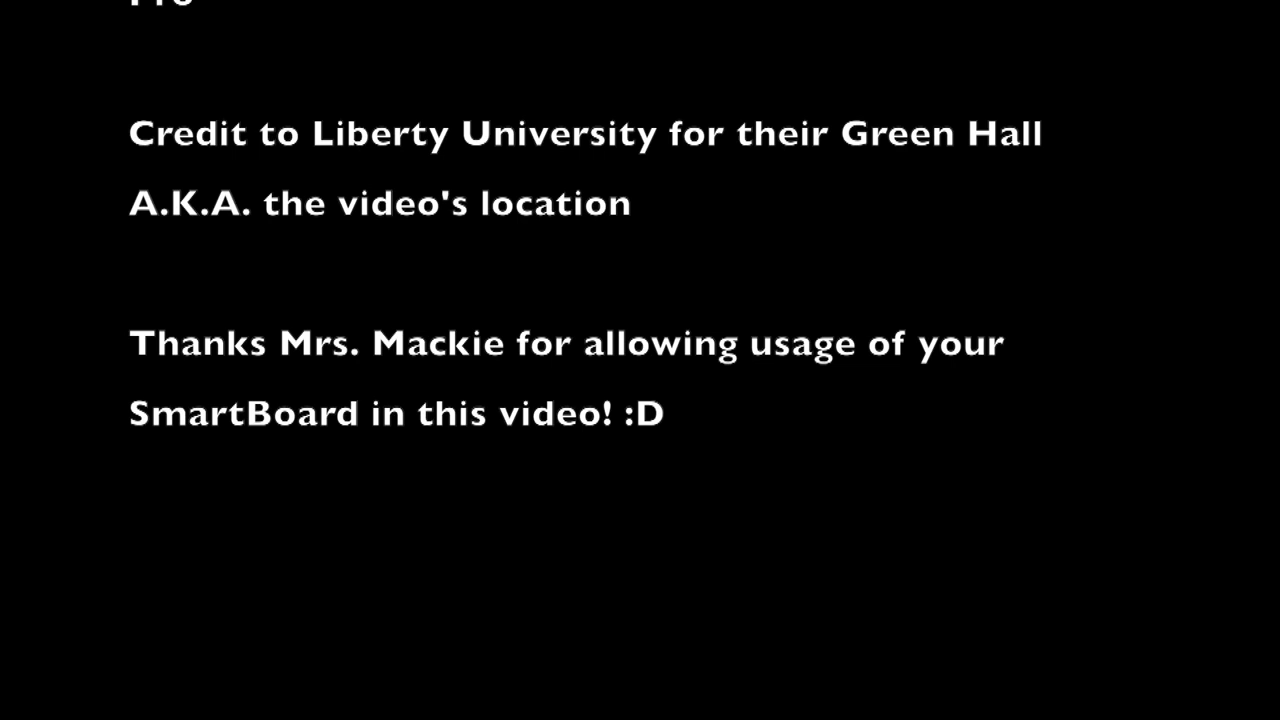 Pro
Credit to Liberty University for their Green Hall
A.K.A. the video's location
Thanks Mrs. Mackie for allowing usage of your
SmartBoard in this video! :D